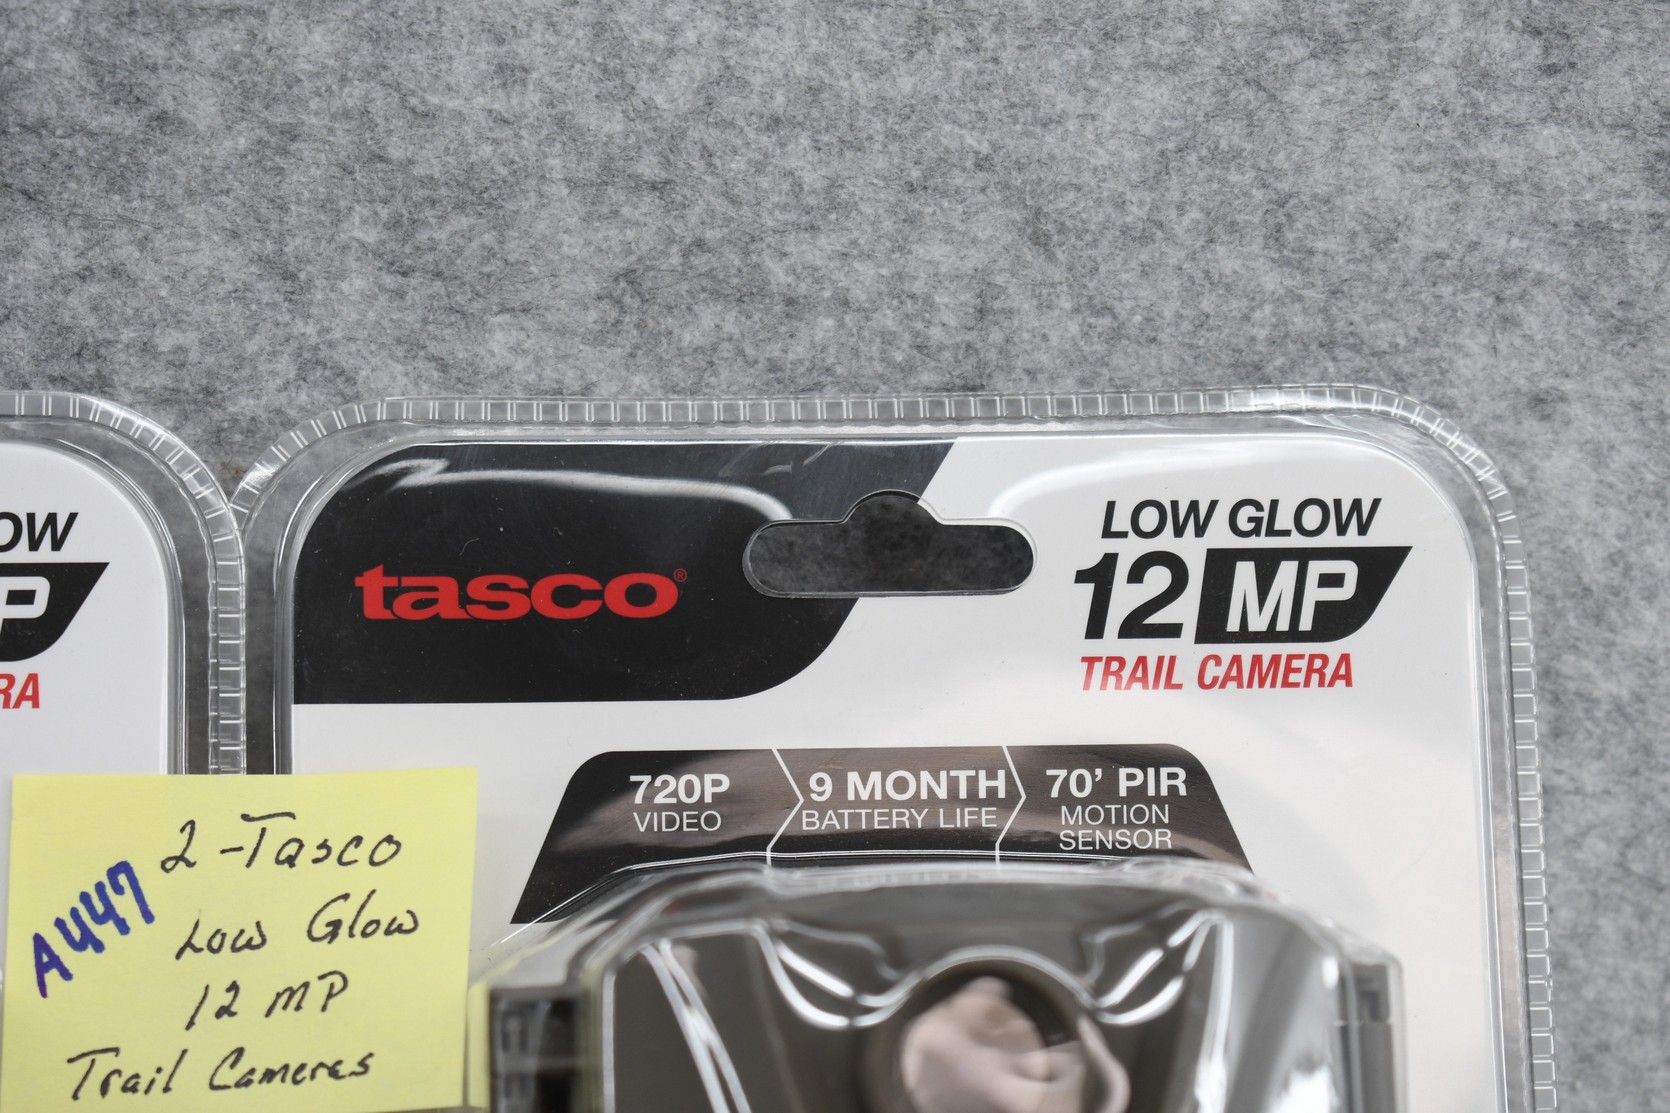 OW
P
RA
tasco®
LOW GLOW
12 MP
TRAIL CAMERA
720P
VIDEO
9 MONTH
BATTERY LIFE
70' PIR
MOTION
SENSOR
A447
2-Tasco
Low Glow
12 MP
Trail Cameras